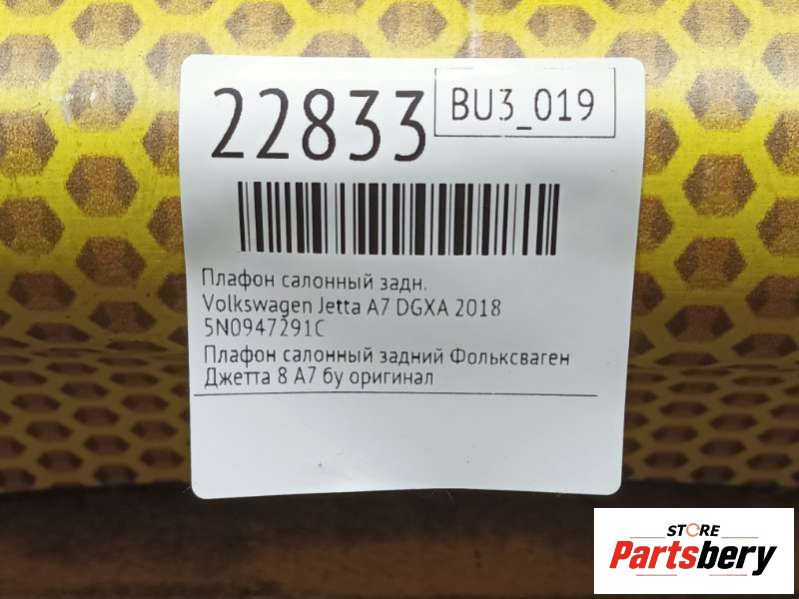 22833
BU3_019
Плафон салонный задн.
Volkswagen Jetta A7 DGXA 2018
5N0947291C
Плафон салонный задний Фольксваген
Джетта 8 А7 бу оригинал
STORE
Partsbery